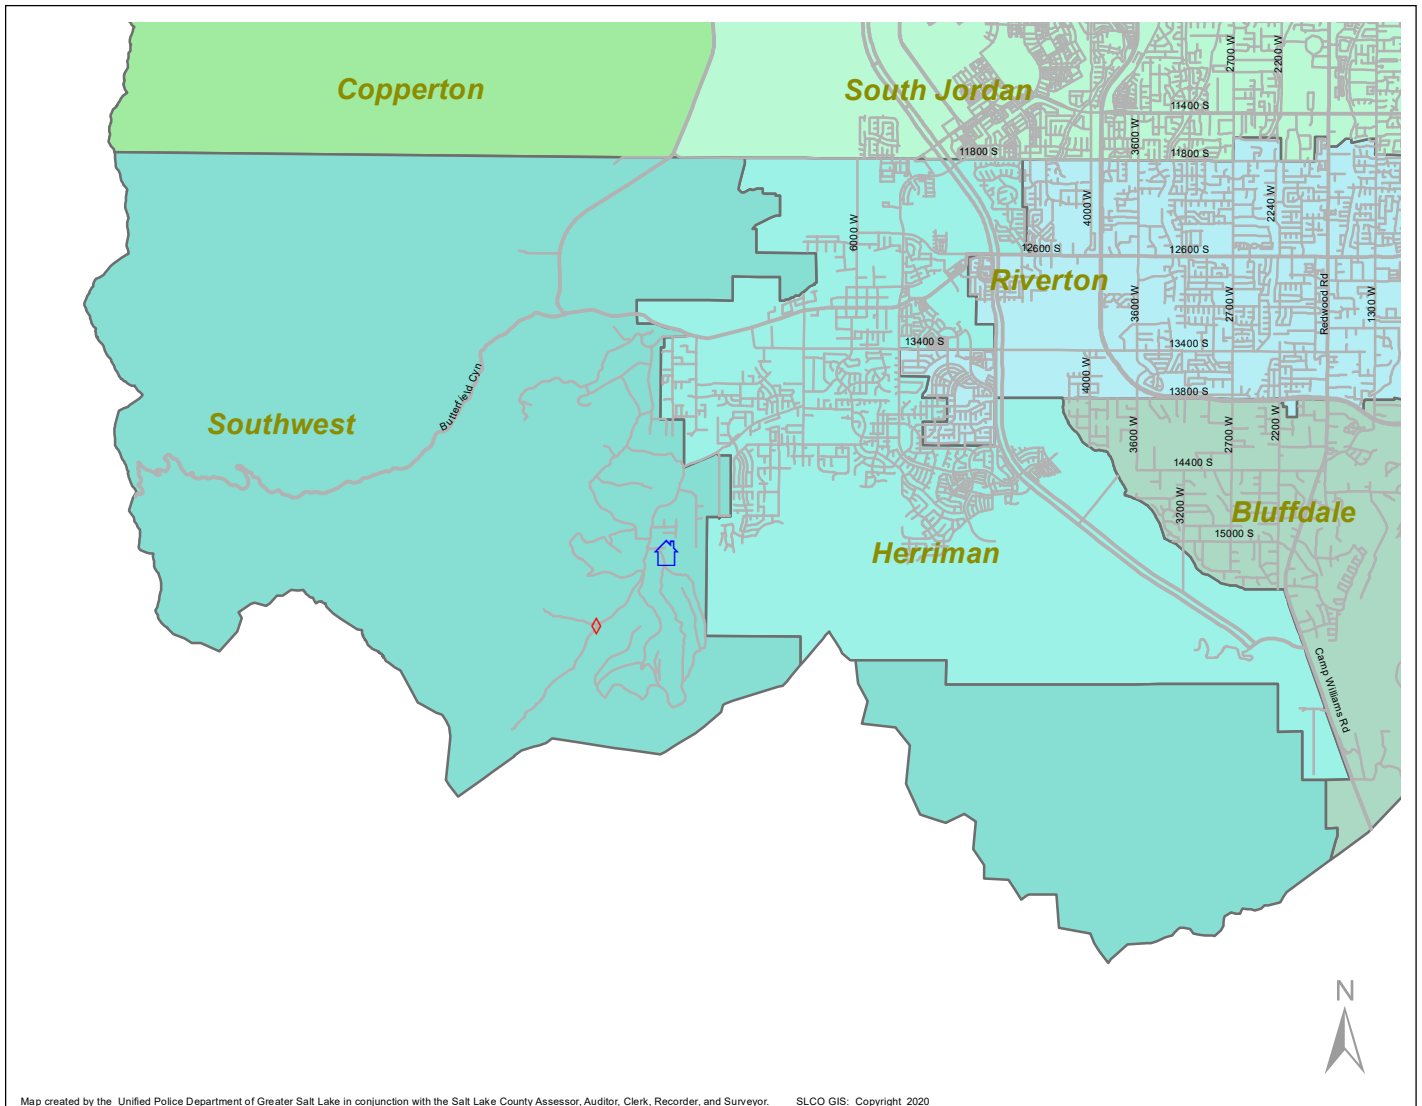 2700 W
2200 W
Copperton
South Jordan
11400 S
3600 W
11800 S
11800 S
4000 W
2240 W
6000 W
12600 S
12600 S
Riverton
Redwood Rd
3600 W
2700 W
1300 W
13400 S
13400 S
4000 W
13800 S
Butterfield Cyn
Southwest
3600 W
2700 W
2200 W
14400 S
3200 W
Bluffdale
15000 S
Herriman
Camp Williams Rd
N
Map created by the Unified Police Department of Greater Salt Lake in conjunction with the Salt Lake County Assessor, Auditor, Clerk, Recorder, and Surveyor. SLCO GIS: Copyright 2020